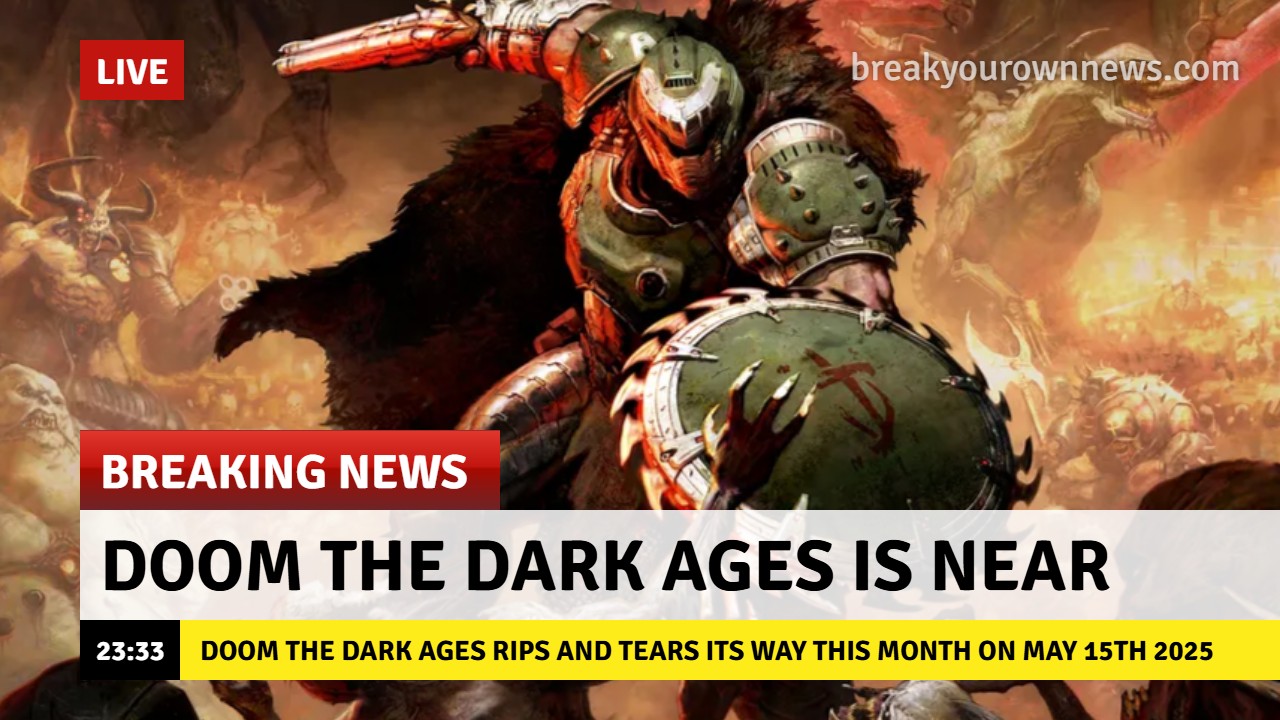 LIVE
breakyourownnews.com
BREAKING NEWS
DOOM THE DARK AGES IS NEAR
23:33
DOOM THE DARK AGES RIPS AND TEARS ITS WAY THIS MONTH ON MAY 15TH 2025